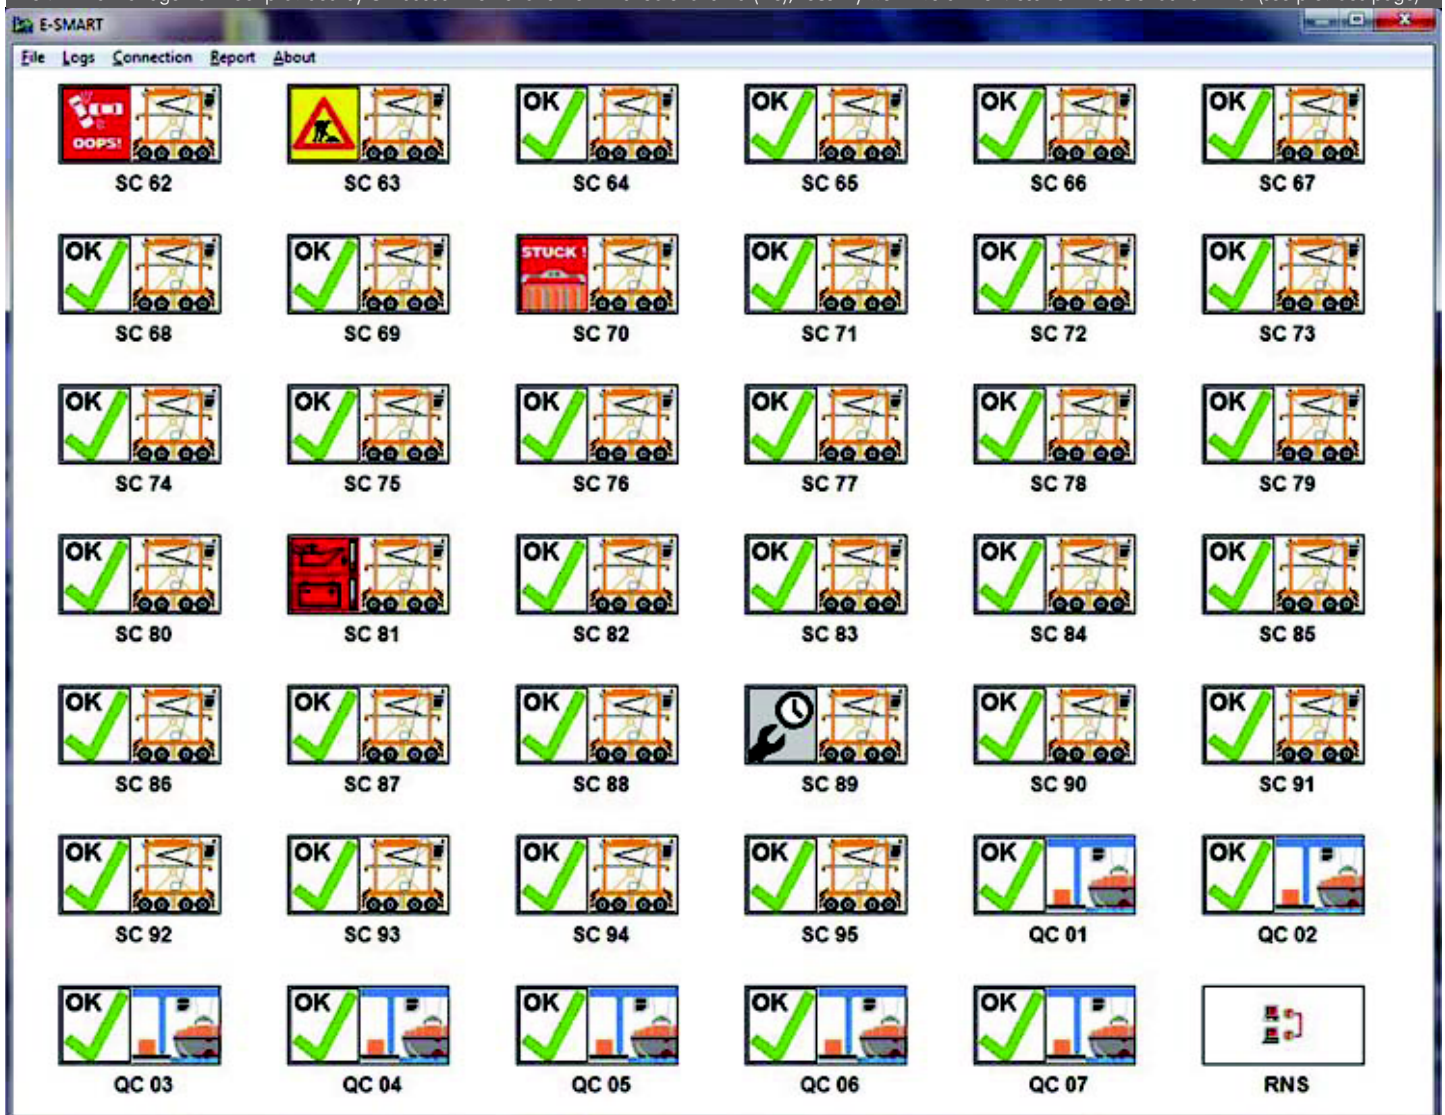 E-SMART
File Logs Connection Report About
OOPS! OK OK OK OK
SC 62 SC 63 SC 64 SC 65 SC 66 SC 67
OK OK STUCK ! OK OK OK
SC 68 SC 69 SC 70 SC 71 SC 72 SC 73
OK OK OK OK OK OK
SC 74 SC 75 SC 76 SC 77 SC 78 SC 79
OK OK OK OK OK
SC 80 SC 81 SC 82 SC 83 SC 84 SC 85
OK OK OK OK OK
SC 86 SC 87 SC 88 SC 89 SC 90 SC 91
OK OK OK OK OK OK
SC 92 SC 93 SC 94 SC 95 QC 01 QC 02
OK OK OK OK OK
QC 03 QC 04 QC 05 QC 06 QC 07 RNS